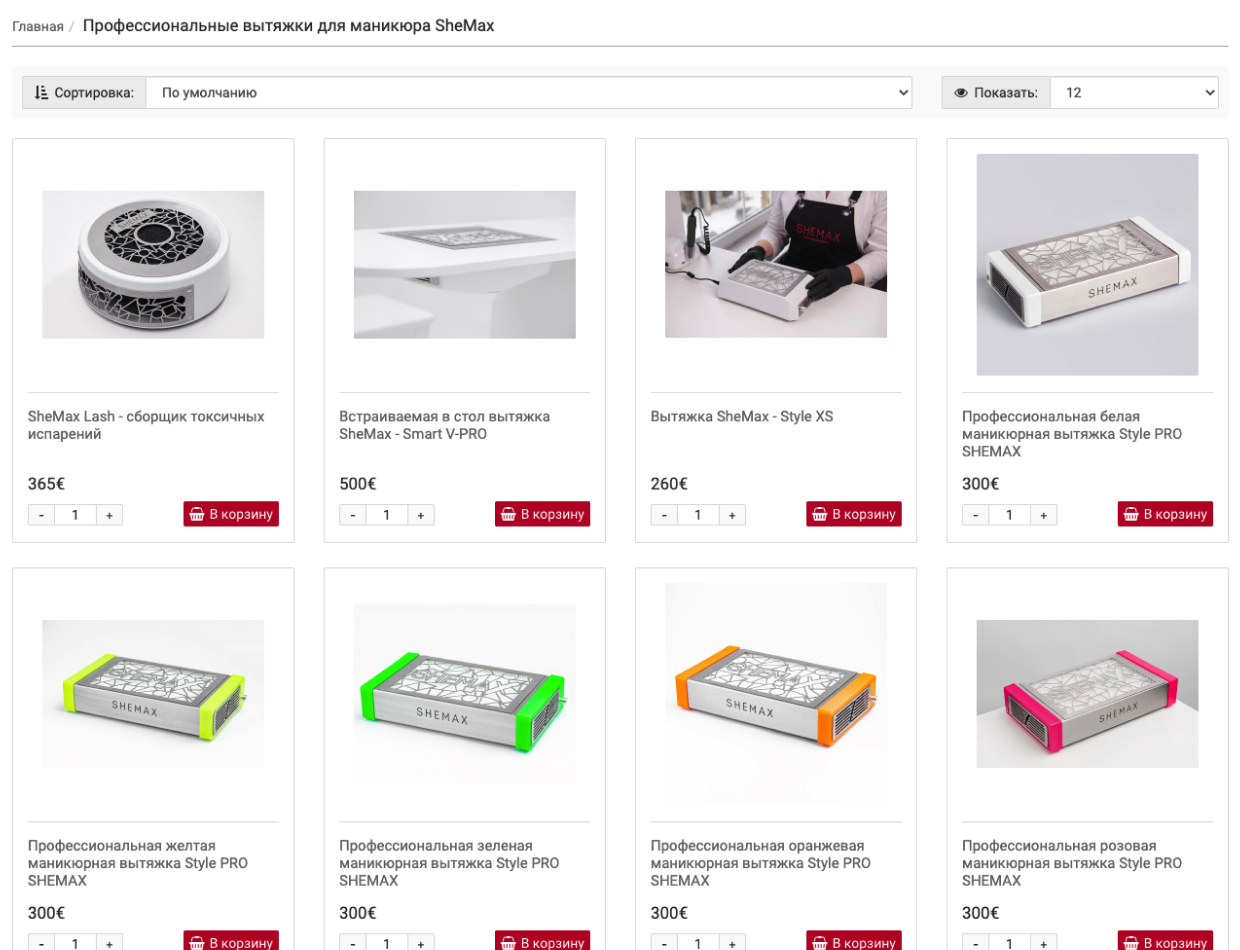 Главная / Профессиональные вытяжки для маникюра SheMax
Сортировка: По умолчанию Показать: 12
SHEMAX
SHEMAX
SHEMAX
SheMax Lash - сборщик токсичных
испарений
365€
- 1 + В корзину
Встраиваемая в стол вытяжка
SheMax - Smart V-PRO
500€
- 1 + В корзину
Вытяжка SheMax - Style XS
260€
- 1 + В корзину
Профессиональная белая
маникюрная вытяжка Style PRO
SHEMAX
300€
- 1 + В корзину
SHEMAX
SHEMAX
SHEMAX
SHEMAX
Профессиональная желтая
маникюрная вытяжка Style PRO
SHEMAX
300€
- 1 + В корзину
Профессиональная зеленая
маникюрная вытяжка Style PRO
SHEMAX
300€
- 1 + В корзину
Профессиональная оранжевая
маникюрная вытяжка Style PRO
SHEMAX
300€
- 1 + В корзину
Профессиональная розовая
маникюрная вытяжка Style PRO
SHEMAX
300€
- 1 + В корзину